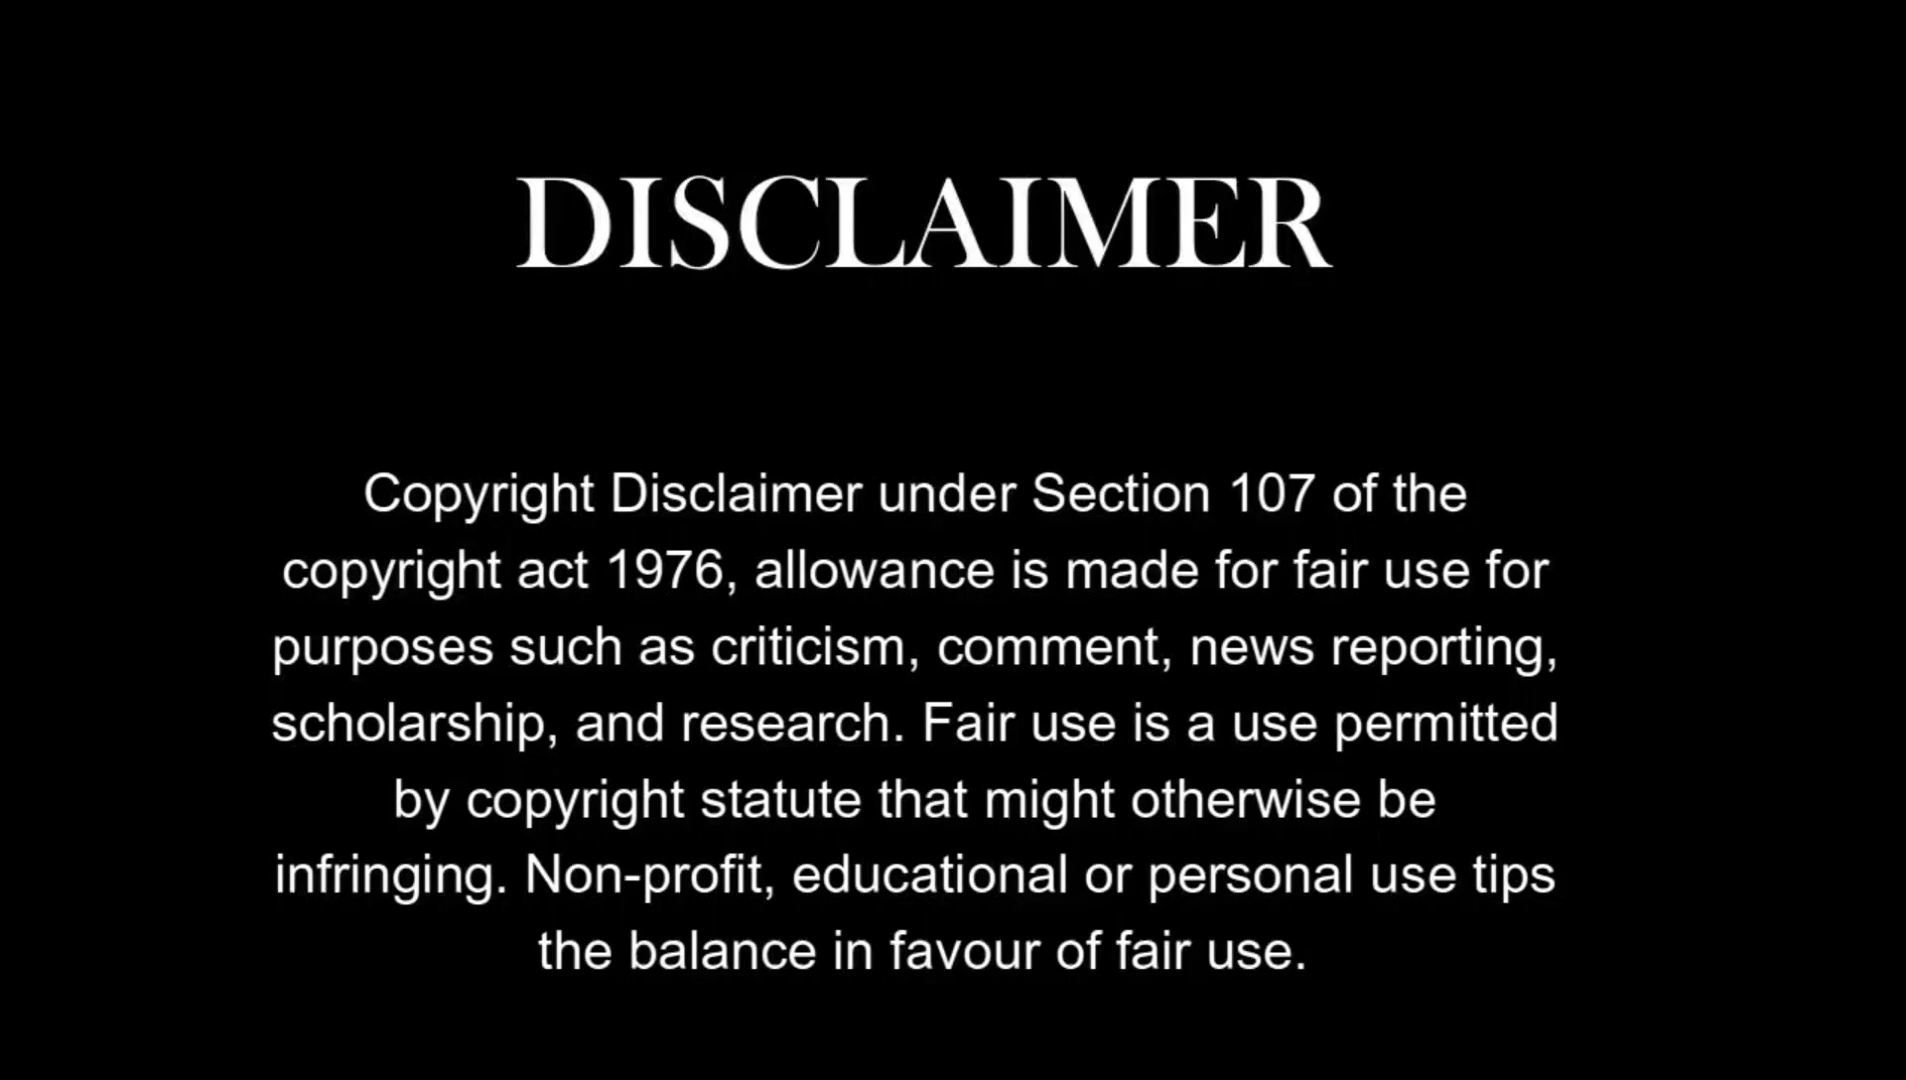 DISCLAIMER
Copyright Disclaimer under Section 107 of the
copyright act 1976, allowance is made for fair use for
purposes such as criticism, comment, news reporting,
scholarship, and research. Fair use is a use permitted
by copyright statute that might otherwise be
infringing. Non-profit, educational or personal use tips
the balance in favour of fair use.